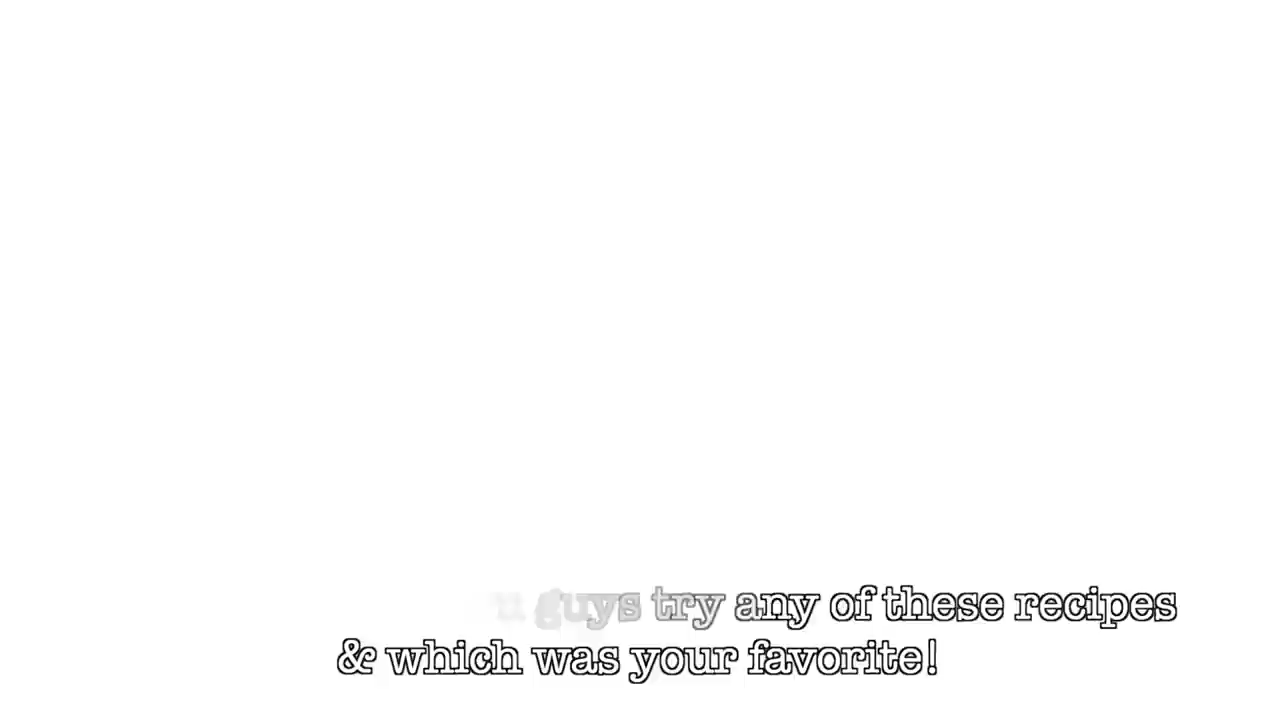 guys try any of these recipes
& which was your favorite!